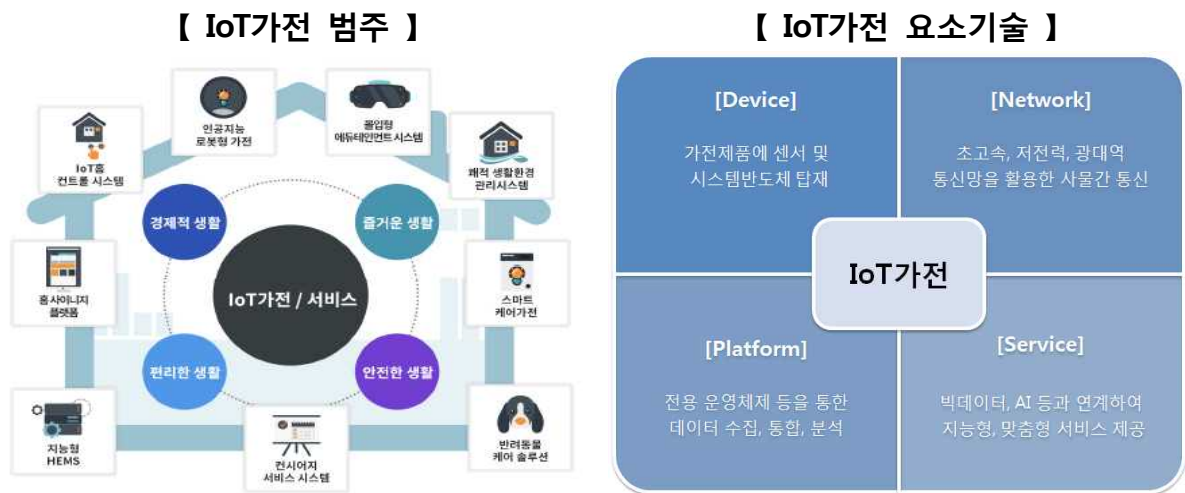 【 IoT가전 범주 】
인공지능
로봇형 가전
몰입형
에듀테인먼트 시스템
IoT홈
컨트롤 시스템
쾌적 생활환경
관리시스템
경제적 생활
즐거운 생활
IoT가전 / 서비스
홈사이니지
플랫폼
스마트
케어가전
편리한 생활
안전한 생활
지능형
HEMS
컨시어지
서비스 시스템
반려동물
케어 솔루션
【 IoT가전 요소기술 】
[Device]
가전제품에 센서 및
시스템반도체 탑재
[Network]
초고속, 저전력, 광대역
통신망을 활용한 사물간 통신
IoT가전
[Platform]
전용 운영체제 등을 통한
데이터 수집, 통합, 분석
[Service]
빅데이터, AI 등과 연계하여
지능형, 맞춤형 서비스 제공